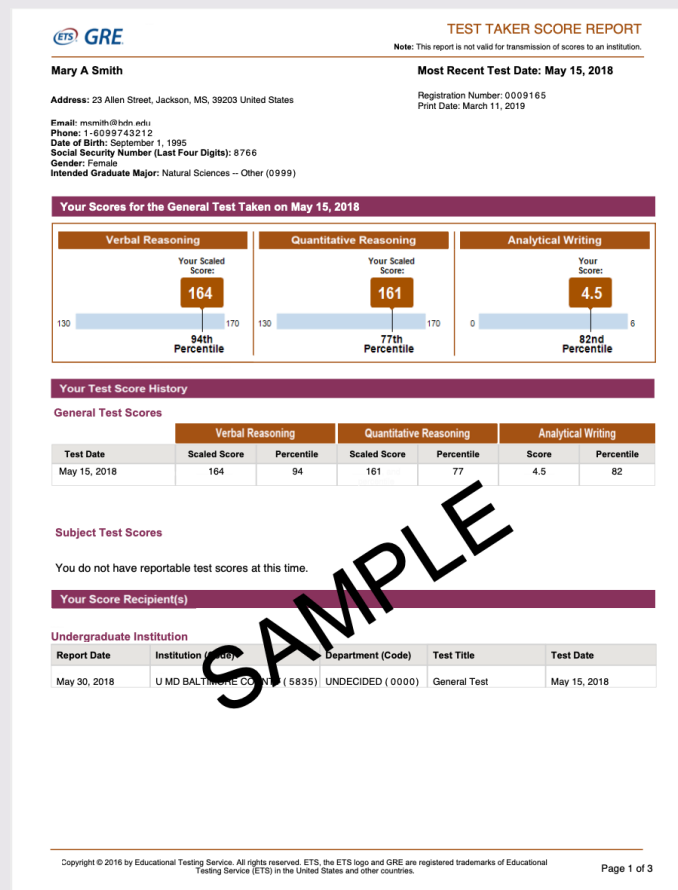 ETS GRE
TEST TAKER SCORE REPORT
Note: This report is not valid for transmission of scores to an institution.
Mary A Smith
Most Recent Test Date: May 15, 2018
Address: 23 Allen Street, Jackson, MS, 39203 United States
Registration Number: 0009165
Print Date: March 11, 2019
Email: msmith@bdn.edu
Phone: 1-6099743212
Date of Birth: September 1, 1995
Social Security Number (Last Four Digits): 8766
Gender: Female
Intended Graduate Major: Natural Sciences -- Other (0999)
Your Scores for the General Test Taken on May 15, 2018
Verbal Reasoning Quantitative Reasoning Analytical Writing
Your Scaled Your Scaled Your
Score: Score: Score:
164 161 4.5
130 170 130 170 0 6
94th 77th 82nd
Percentile Percentile Percentile
Your Test Score History
General Test Scores
Verbal Reasoning Quantitative Reasoning Analytical Writing
Test Date Scaled Score Percentile Scaled Score Percentile Score Percentile
May 15, 2018 164 94 161 77 4.5 82
Subject Test Scores
You do not have reportable test scores at this time.
SAMPLE
Your Score Recipient(s)
Undergraduate Institution
Report Date Institution (Code) Department (Code) Test Title Test Date
May 30, 2018 U MD BALTIMORE COUNTY (5835) UNDECIDED (0000) General Test May 15, 2018
Copyright © 2016 by Educational Testing Service. All rights reserved. ETS, the ETS logo and GRE are registered trademarks of Educational
Testing Service (ETS) in the United States and other countries.
Page 1 of 3